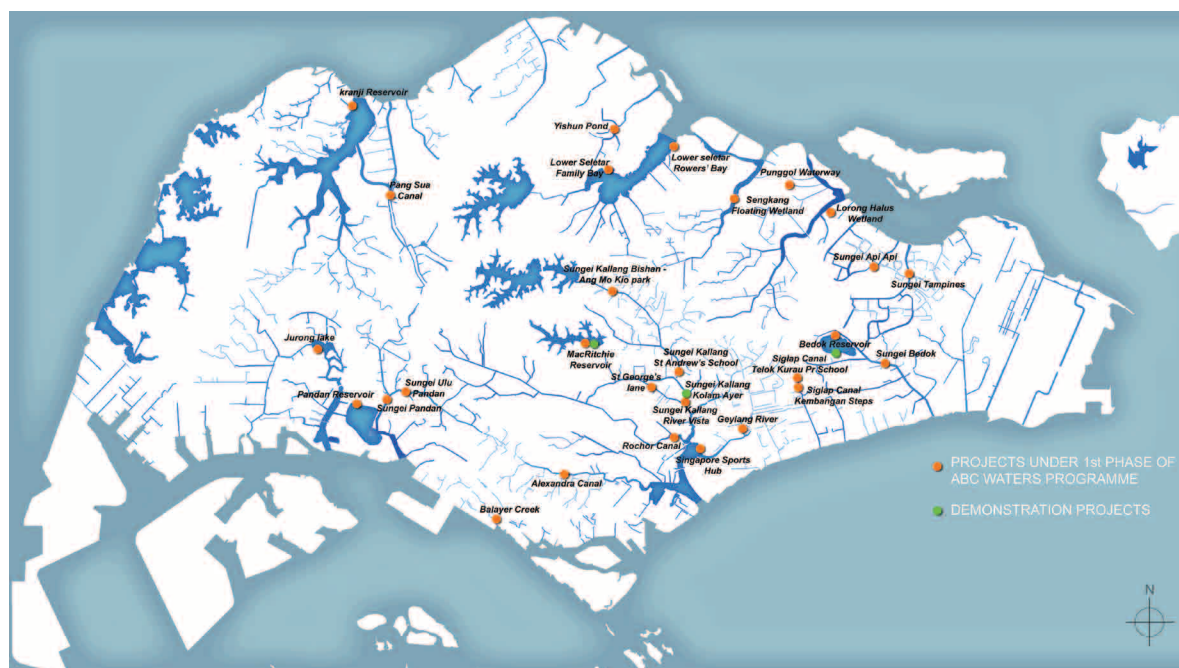 kranji Reservoir
Yishun Pond
Lower Seletar
Family Bay
Lower seletar
Rowers' Bay
Punggol Waterway
Pang Sua
Canal
Sengkang
Floating Wetland
Lorong Halus
Wetland
Sungei Api Api
Sungei Tampines
Sungei Kallang Bishan -
Ang Mo Kio park
Jurong lake
MacRitchie
Reservoir
Bedok Reservoir
Sungei Kallang
St Andrew's School
Siglap Canal
Telok Kurau Pr School
Sungei Bedok
St George's
lane
Sungei Kallang
Kolam Ayer
Siglap Canal
Kembangan Steps
Sungei Ulu
Pandan
Pandan Reservoir
Sungei Pandan
Sungei Kallang
River Vista
Geylang River
Rochor Canal
Singapore Sports
Hub
Alexandra Canal
Balayer Creek
PROJECTS UNDER 1st PHASE OF
ABC WATERS PROGRAMME
DEMONSTRATION PROJECTS
N